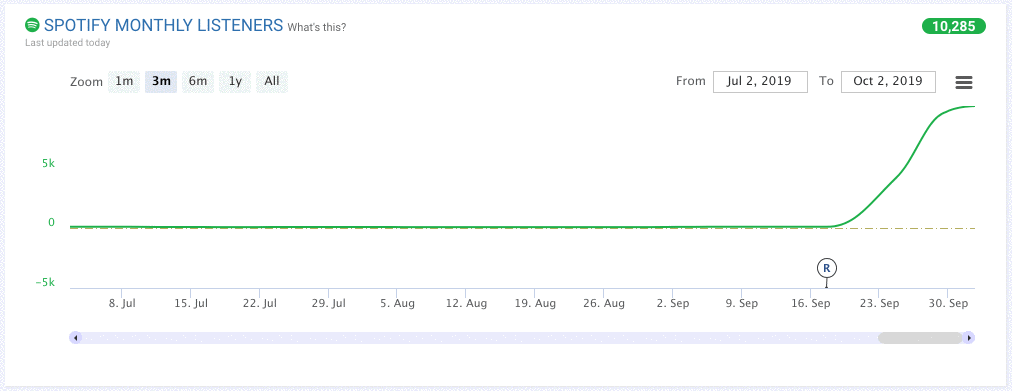 SPOTIFY MONTHLY LISTENERS What's this? 10,285
Last updated today
Zoom 1m 3m 6m 1y All From Jul 2, 2019 To Oct 2, 2019
5k
0
-5k
R
8. Jul 15. Jul 22. Jul 29. Jul 5. Aug 12. Aug 19. Aug 26. Aug 2. Sep 9. Sep 16. Sep 23. Sep 30. Sep